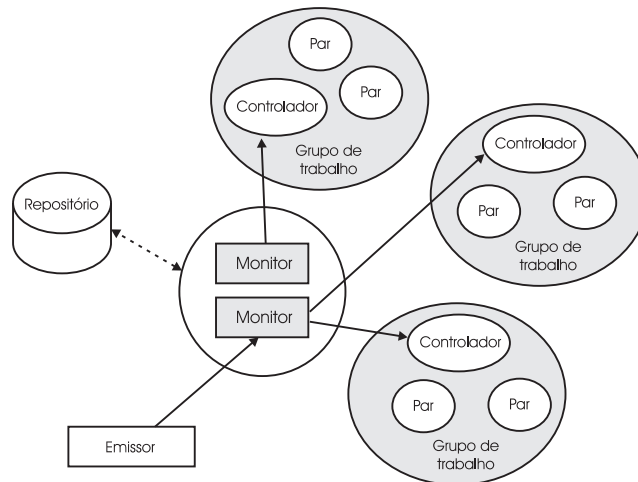 Par
Par
Controlador
Grupo de
trabalho
Controlador
Par
Par
Grupo de
trabalho
Repositório
Monitor
Monitor
Controlador
Par
Par
Grupo de
trabalho
Emissor